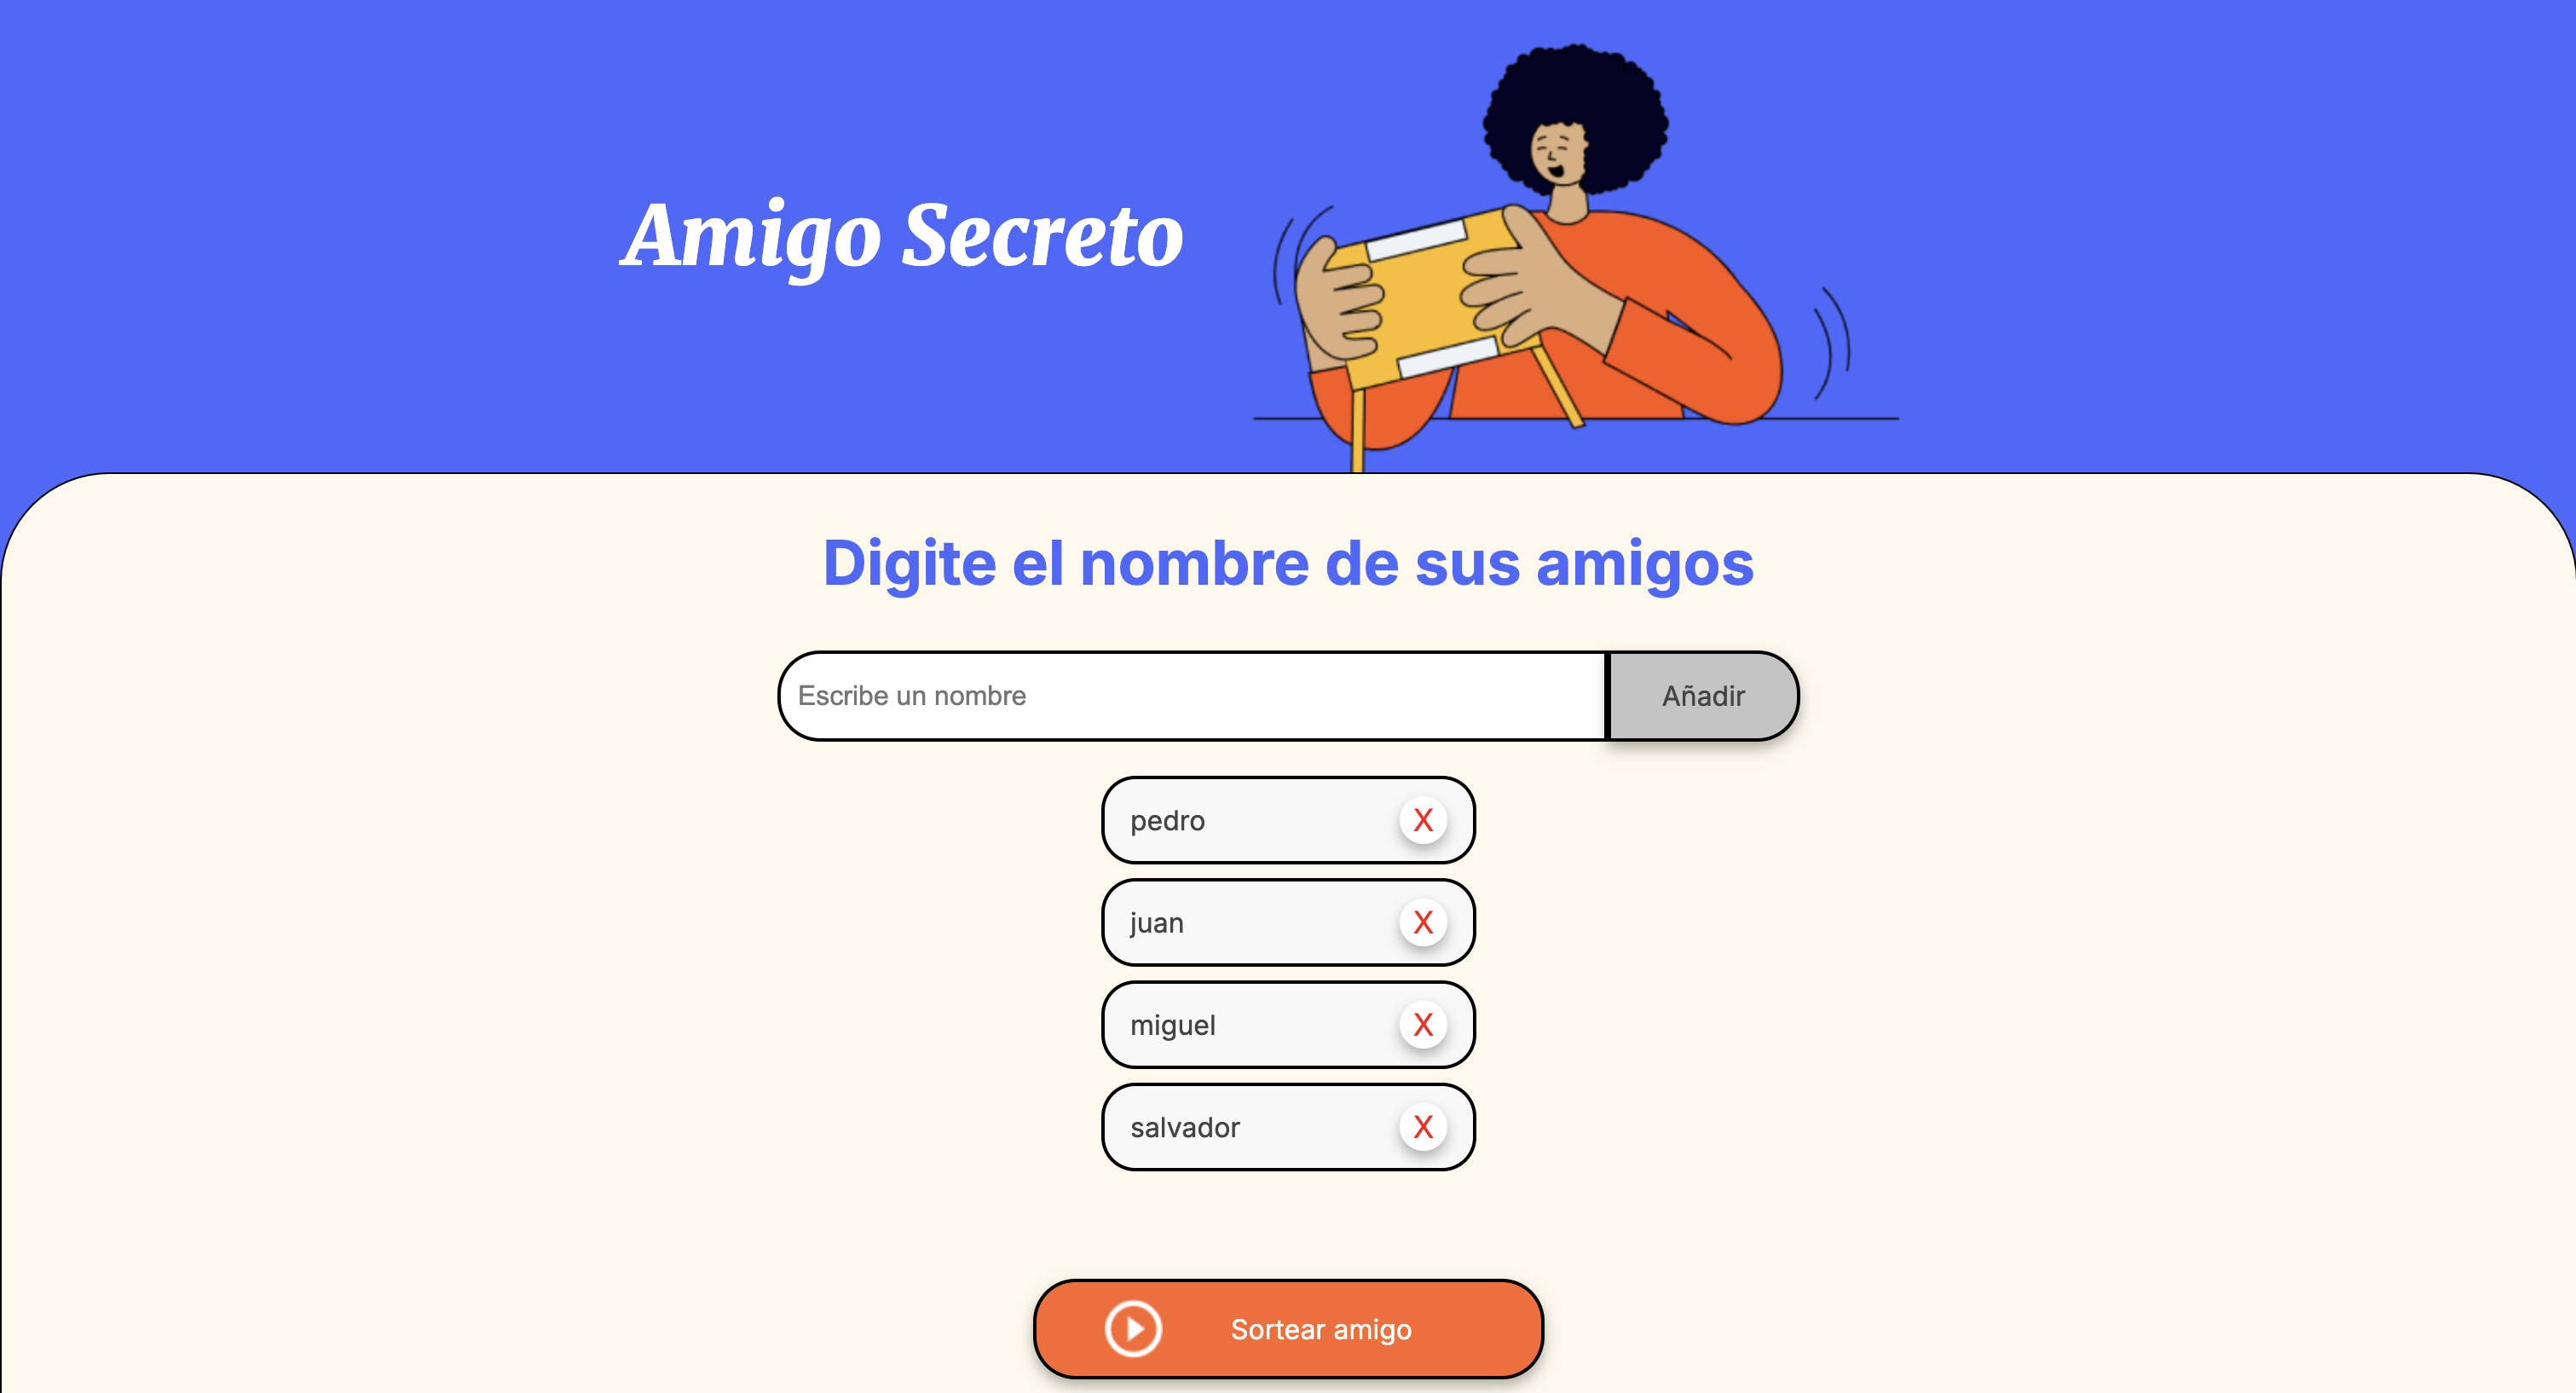 Amigo Secreto
Digite el nombre de sus amigos
Escribe un nombre
Añadir
pedro
X
juan
X
miguel
X
salvador
X
Sortear amigo